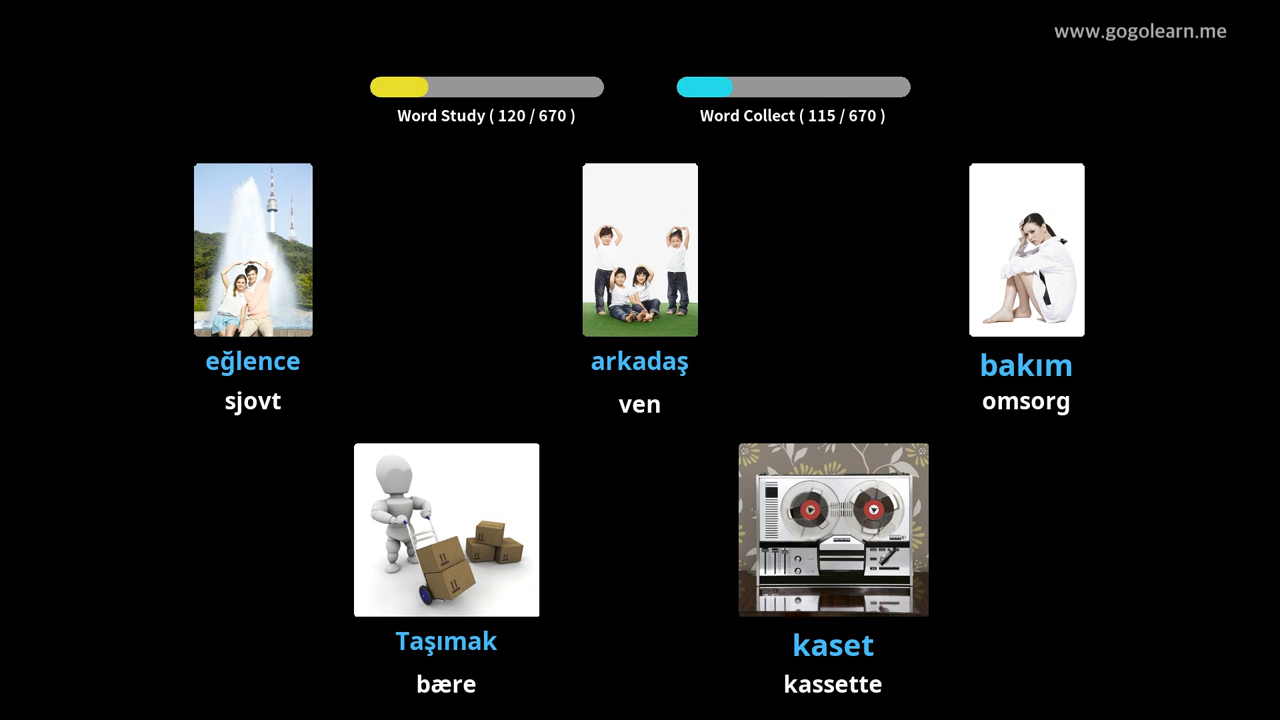 www.gogolearn.me
Word Study ( 120 / 670 )
Word Collect ( 115 / 670 )
eğlence
sjovt
arkadaş
ven
bakım
omsorg
Taşımak
bære
kaset
kassette